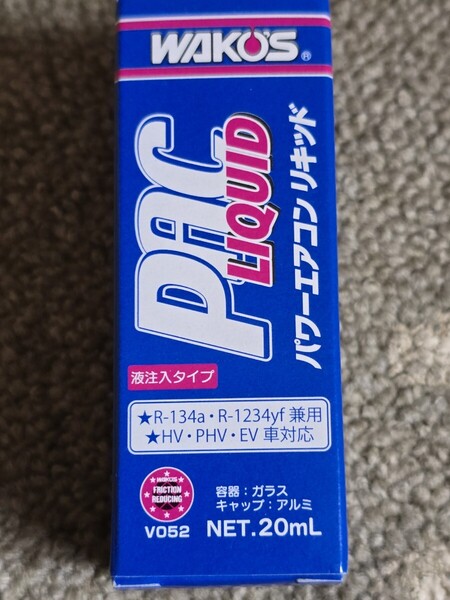 WAKO'S®
PAC
LIQUID
パワーエアコン リキッド
液注入タイプ
★R-134a・R-1234yf 兼用
★HV・PHV・EV 車対応
WAKO'S
FRICTION
REDUCING
V052
容器：ガラス
キャップ：アルミ
NET.20mL